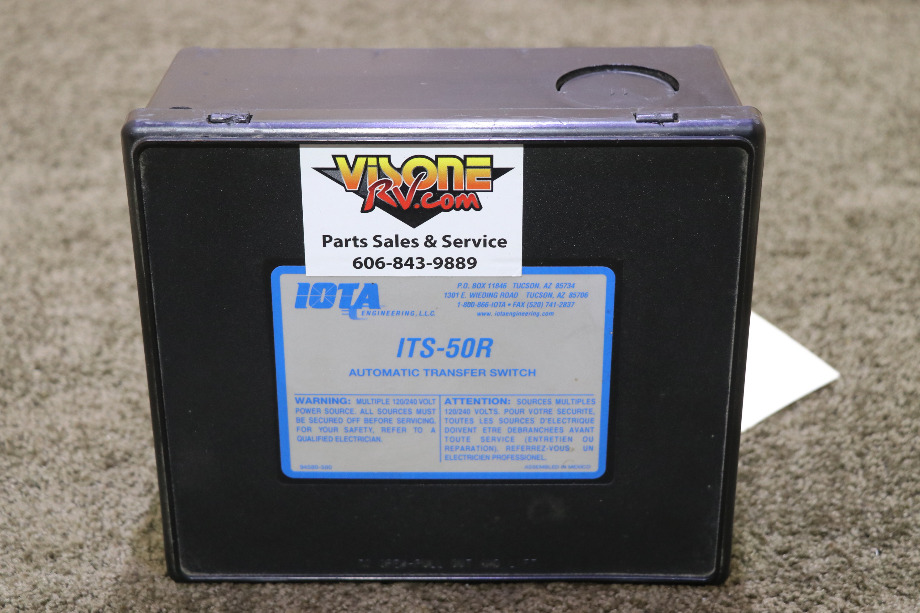 VISONE
RV.com
Parts Sales & Service
606-843-9889
IOTA
ENGINEERING, L.L.C.
P.O. BOX 11846 TUCSON, AZ 85734
1301 E. WIEDING ROAD TUCSON, AZ 85706
1-800-866-IOTA • FAX (520) 741-2837
www.iotaengineering.com
ITS-50R
AUTOMATIC TRANSFER SWITCH
WARNING: MULTIPLE 120/240 VOLT
POWER SOURCE. ALL SOURCES MUST
BE SECURED OFF BEFORE SERVICING.
FOR YOUR SAFETY, REFER TO A
QUALIFIED ELECTRICIAN.
ATTENTION: SOURCES MULTIPLES
120/240 VOLTS. POUR VOTRE SECURITE,
TOUTES LES SOURCES D'ELECTRIQUE
DOIVENT ETRE DEBRANCHEES AVANT
TOUTE SERVICE (ENTRETIEN OU
REPARATION). REFERREZ-VOUS UN
ELECTRICIEN PROFESSIONEL.
ASSEMBLED IN MEXICO